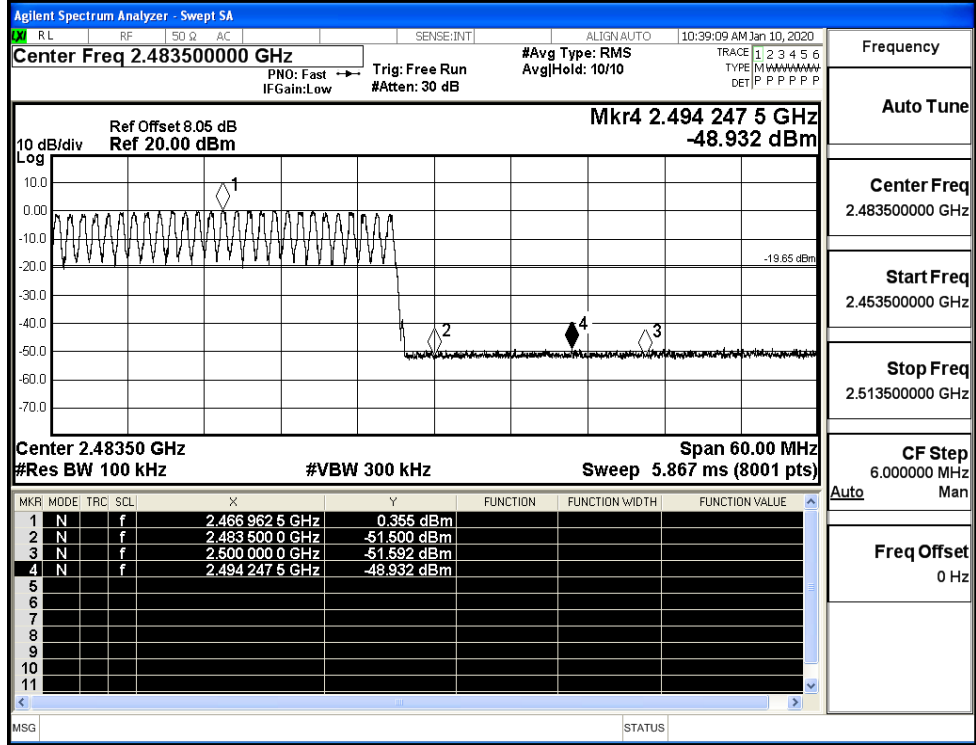 Agilent Spectrum Analyzer - Swept SA
LXI RL RF 50 Ω AC SENSE:INT ALIGNAUTO 10:39:09 AM Jan 10, 2020
Center Freq 2.483500000 GHz
PNO: Fast
IFGain:Low
Trig: Free Run
#Atten: 30 dB
#Avg Type: RMS
Avg|Hold: 10/10
TRACE 1 2 3 4 5 6
TYPE M W W W W W
DET P P P P P P
Ref Offset 8.05 dB
10 dB/div Ref 20.00 dBm
Log
Mkr4 2.494 247 5 GHz
-48.932 dBm
10.0
0.00
-10.0
-20.0
-30.0
-40.0
-50.0
-60.0
-70.0
1
2
4
3
-19.65 dBm
Center 2.48350 GHz Span 60.00 MHz
#Res BW 100 kHz #VBW 300 kHz Sweep 5.867 ms (8001 pts)
MKR MODE TRC SCL X Y FUNCTION FUNCTION WIDTH FUNCTION VALUE
1 N f 2.466 962 5 GHz 0.355 dBm
2 N f 2.483 500 0 GHz -51.500 dBm
3 N f 2.500 000 0 GHz -51.592 dBm
4 N f 2.494 247 5 GHz -48.932 dBm
5
6
7
8
9
10
11
MSG STATUS
Frequency
Auto Tune
Center Freq
2.483500000 GHz
Start Freq
2.453500000 GHz
Stop Freq
2.513500000 GHz
CF Step
6.000000 MHz
Auto Man
Freq Offset
0 Hz